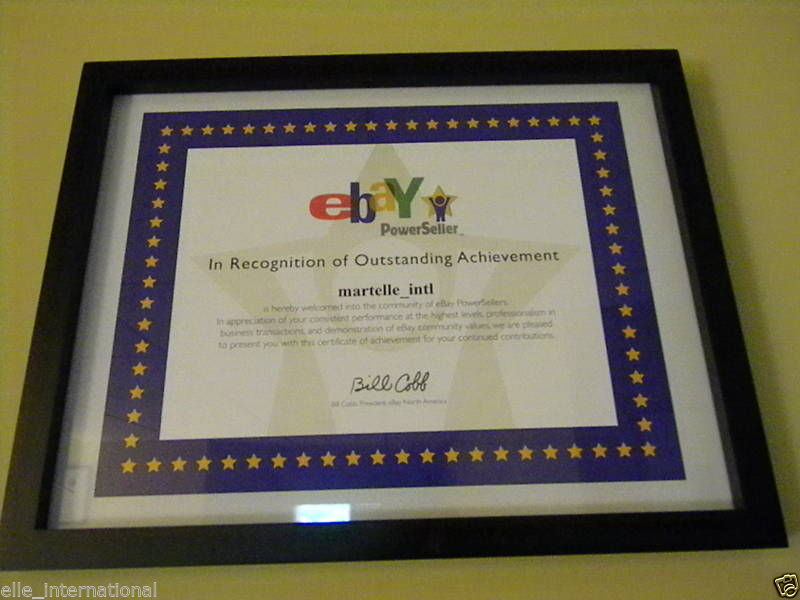 ebaY
PowerSeller
In Recognition of Outstanding Achievement
martelle_intl
is hereby welcomed into the community of eBay PowerSellers.
In appreciation of your consistent performance at the highest levels, professionalism in
business transactions, and demonstration of eBay community values, we are pleased
to present you with this certificate of achievement for your continued contributions.
Bill Cobb
Bill Cobb, President, eBay North America
elle_international